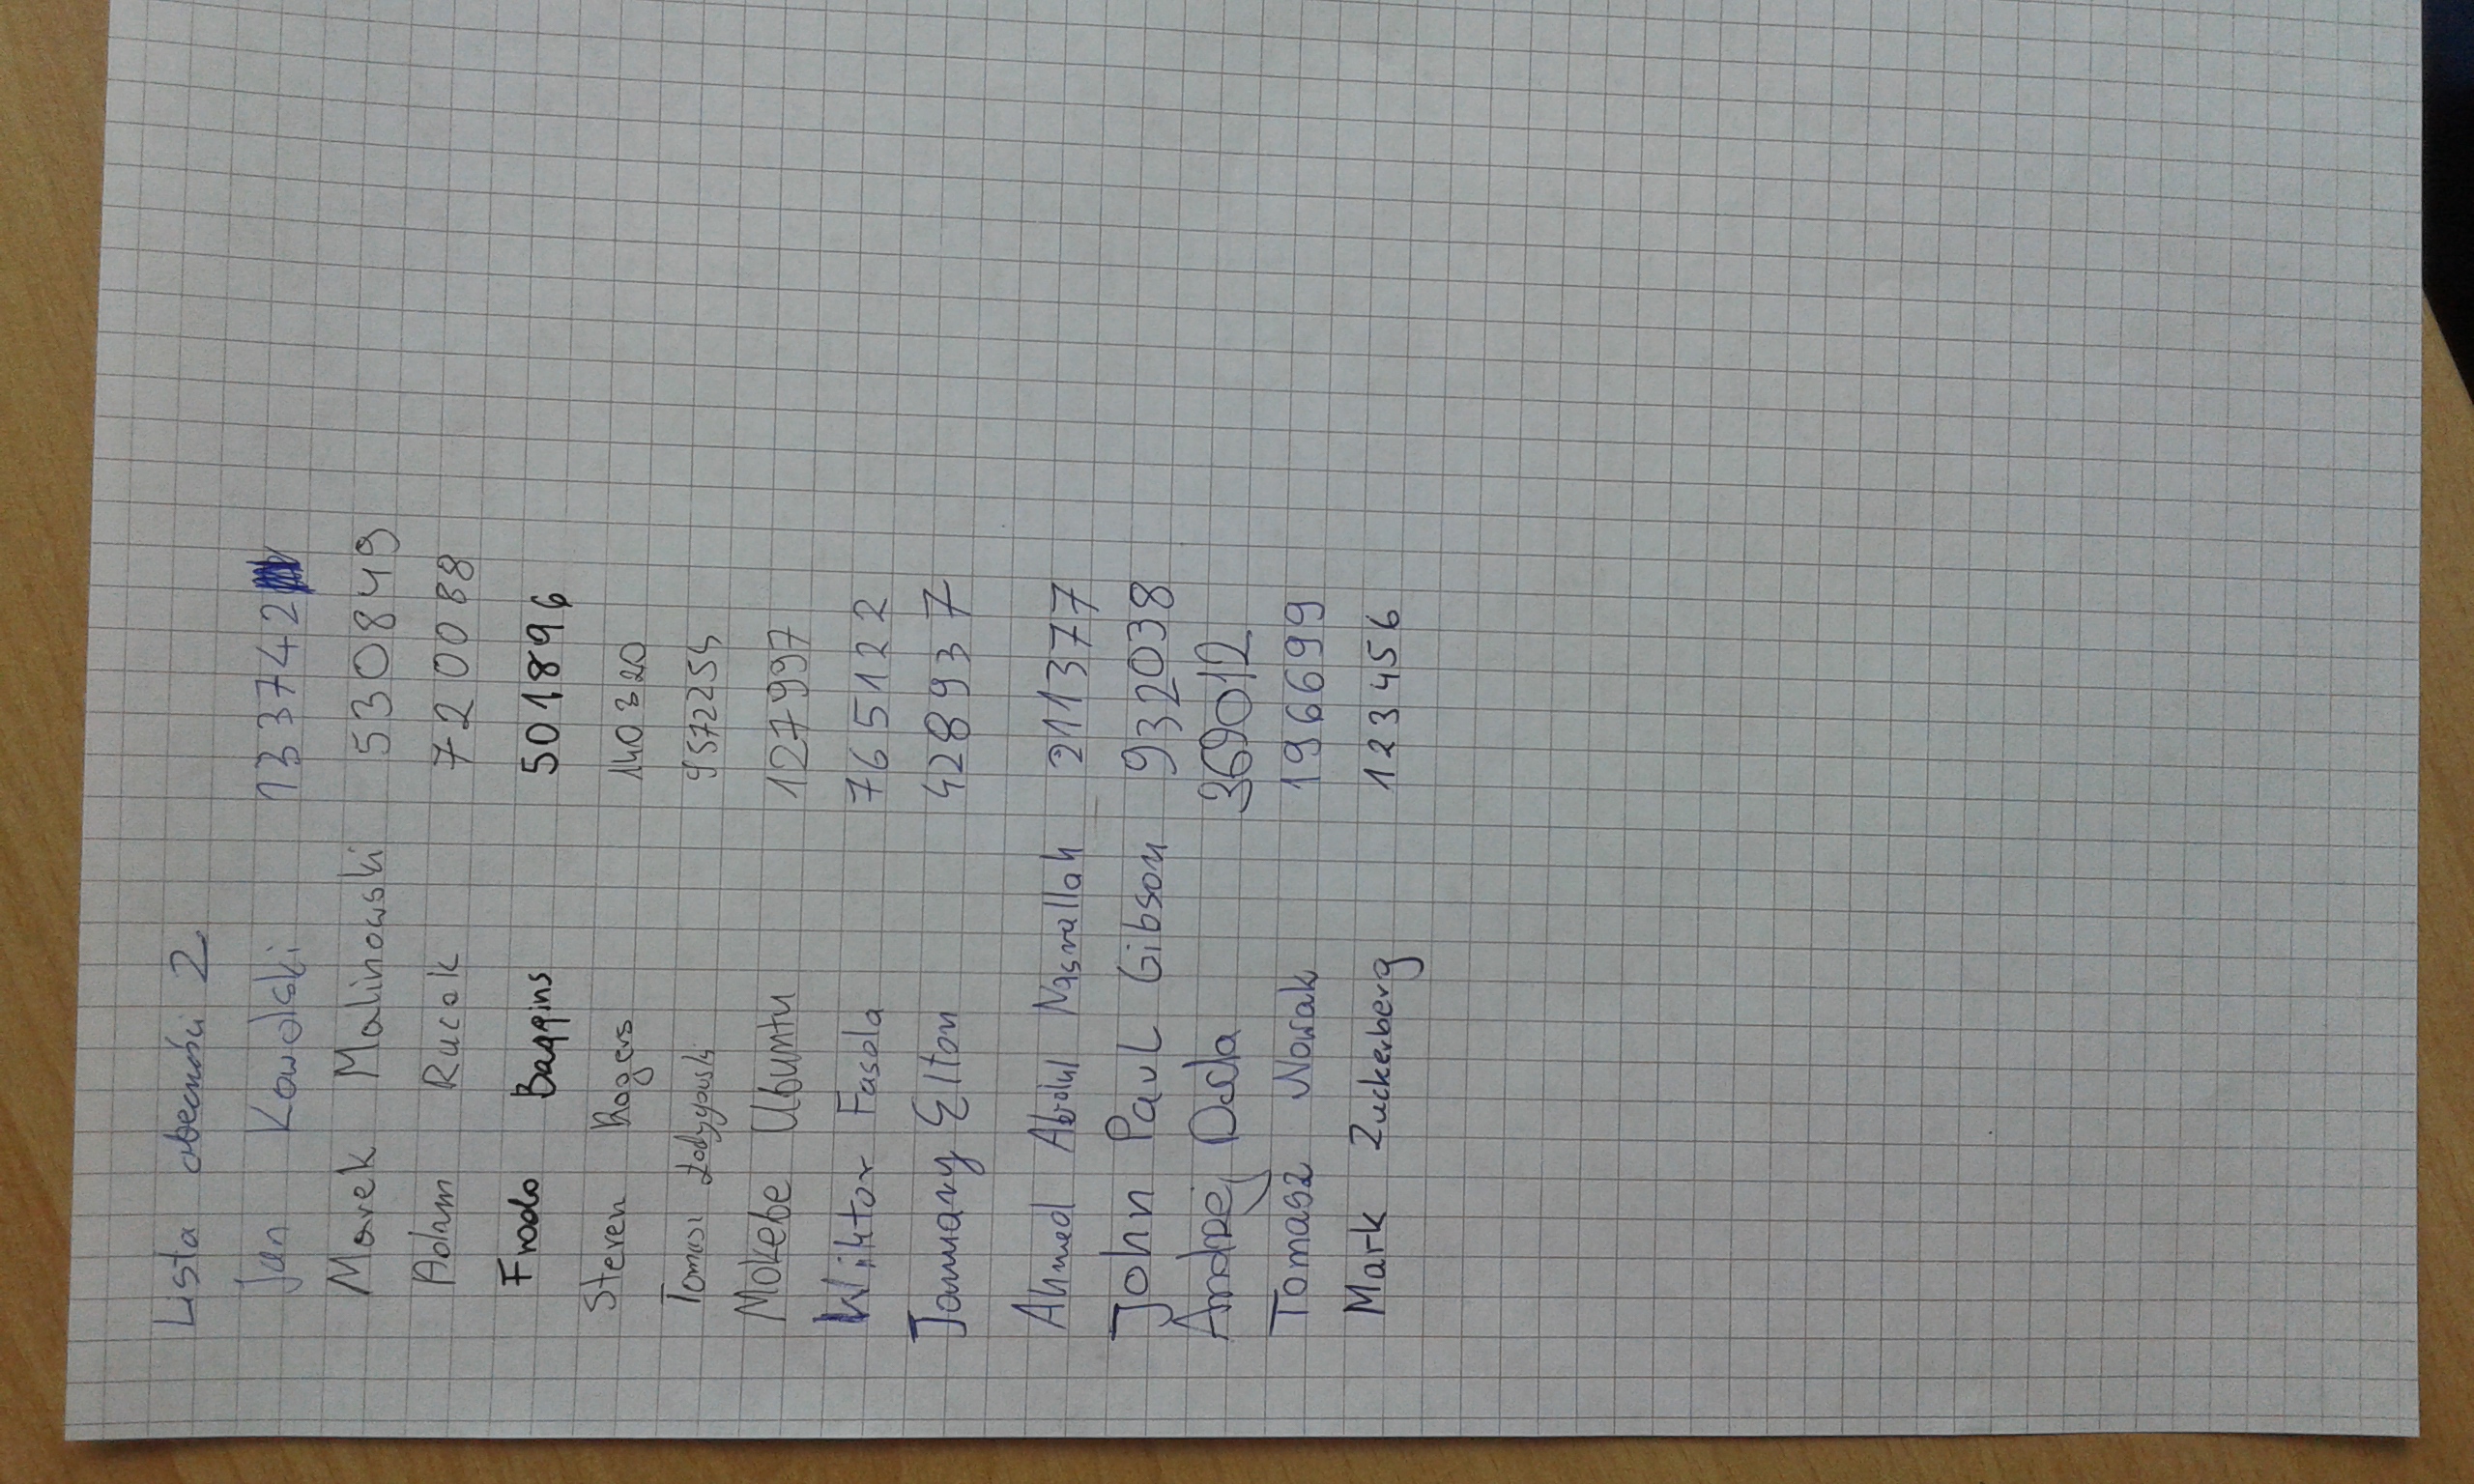 Lista obecności 2
Jan Kowalski 133742
Marek Malinowski 530849
Adam Rucak 720088
Frodo Baggins 501896
Steven Rogers 140320
Tomasz Łodygowski 9572255
Mokebe Ubuntu 127997
Wiktor Fasola 765122
January Elton 428937
Ahmed Abdul Nasrallah 211377
John Paul Gibson 932038
Andrzej Duda 369012
Tomasz Nowak 196699
Mark Zuckerberg 123456